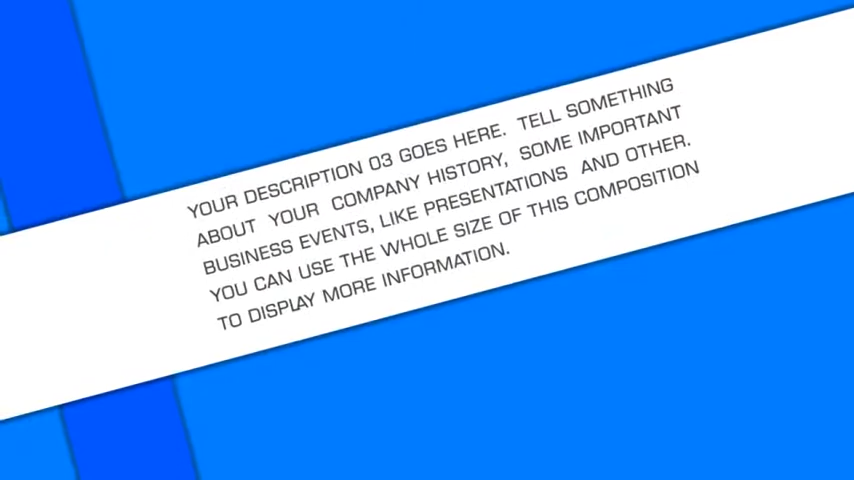 YOUR DESCRIPTION 03 GOES HERE.  TELL SOMETHING
ABOUT  YOUR  COMPANY HISTORY,  SOME IMPORTANT
BUSINESS EVENTS, LIKE PRESENTATIONS  AND OTHER.
YOU CAN USE THE WHOLE SIZE OF THIS COMPOSITION
TO DISPLAY MORE INFORMATION.